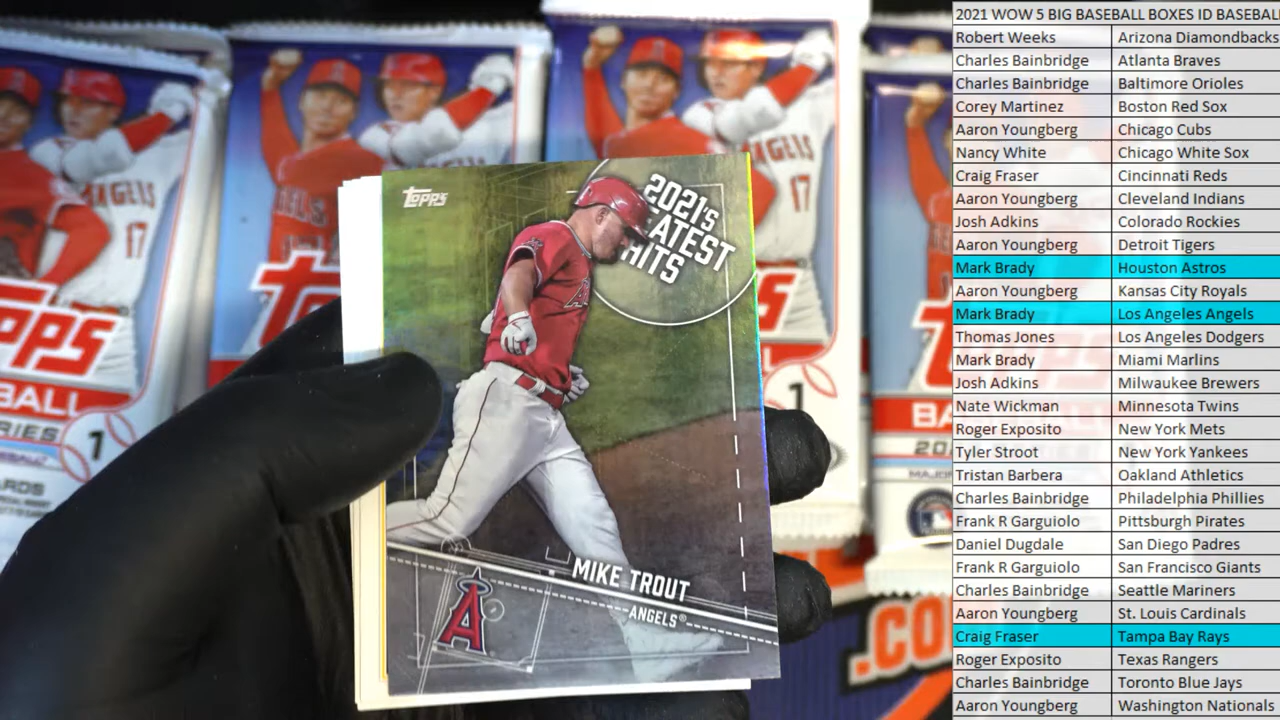 2021 WOW 5 BIG BASEBALL BOXES ID BASEBALL
Robert Weeks Arizona Diamondbacks
Charles Bainbridge Atlanta Braves
Charles Bainbridge Baltimore Orioles
Corey Martinez Boston Red Sox
Aaron Youngberg Chicago Cubs
Nancy White Chicago White Sox
Craig Fraser Cincinnati Reds
Aaron Youngberg Cleveland Indians
Josh Adkins Colorado Rockies
Aaron Youngberg Detroit Tigers
Mark Brady Houston Astros
Aaron Youngberg Kansas City Royals
Mark Brady Los Angeles Angels
Thomas Jones Los Angeles Dodgers
Mark Brady Miami Marlins
Josh Adkins Milwaukee Brewers
Nate Wickman Minnesota Twins
Roger Exposito New York Mets
Tyler Stroot New York Yankees
Tristan Barbera Oakland Athletics
Charles Bainbridge Philadelphia Phillies
Frank R Garguiolo Pittsburgh Pirates
Daniel Dugdale San Diego Padres
Frank R Garguiolo San Francisco Giants
Charles Bainbridge Seattle Mariners
Aaron Youngberg St. Louis Cardinals
Craig Fraser Tampa Bay Rays
Roger Exposito Texas Rangers
Charles Bainbridge Toronto Blue Jays
Aaron Youngberg Washington Nationals
TOPPS
2021's
LATEST
HITS
MIKE TROUT
ANGELS®
A
ANGELS
17
ANGELS
17
.CO